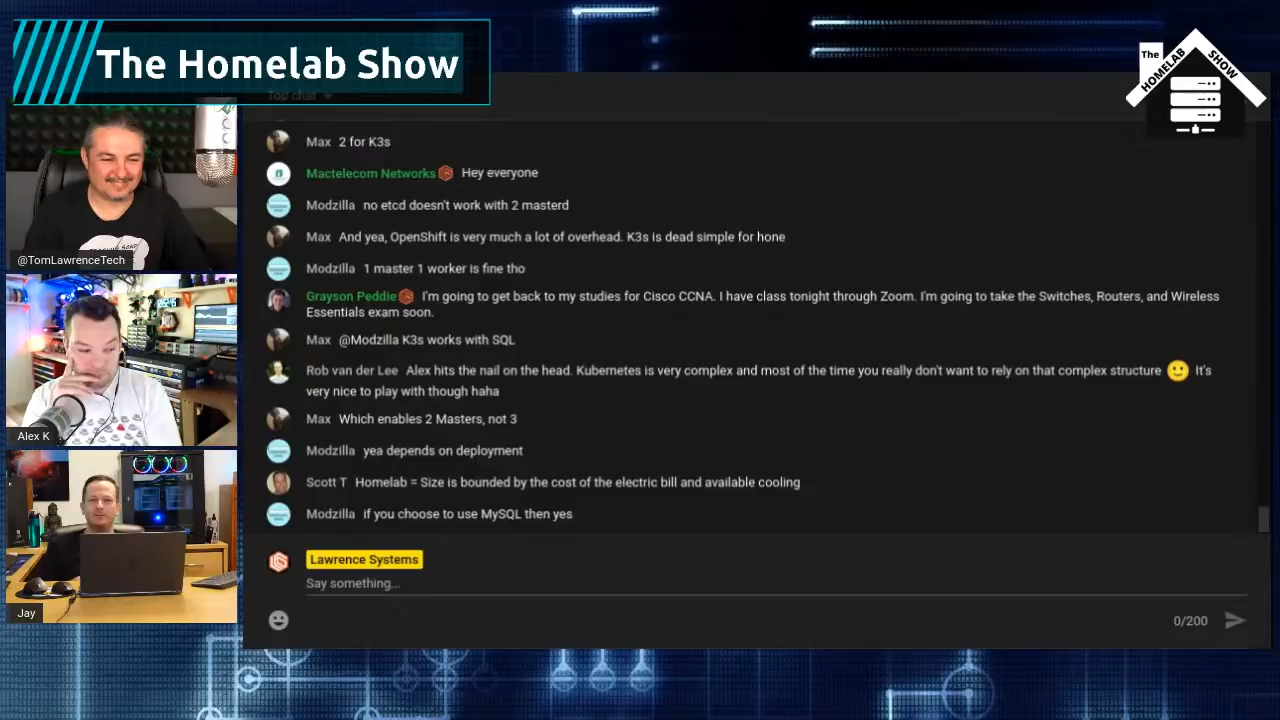 The Homelab Show
The
HOMELAB
SHOW
Top chat
Max 2 for K3s
Mactelecom Networks Hey everyone
Modzilla no etcd doesn't work with 2 masterd
Max And yea, OpenShift is very much a lot of overhead. K3s is dead simple for hone
Modzilla 1 master 1 worker is fine tho
Grayson Peddie I'm going to get back to my studies for Cisco CCNA. I have class tonight through Zoom. I'm going to take the Switches, Routers, and Wireless
Essentials exam soon.
Max @Modzilla K3s works with SQL
Rob van der Lee Alex hits the nail on the head. Kubernetes is very complex and most of the time you really don't want to rely on that complex structure 🙂 It's
very nice to play with though haha
Max Which enables 2 Masters, not 3
Modzilla yea depends on deployment
Scott T Homelab = Size is bounded by the cost of the electric bill and available cooling
Modzilla if you choose to use MySQL then yes
Lawrence Systems
Say something...
0/200
@TomLawrenceTech
Alex K
Jay